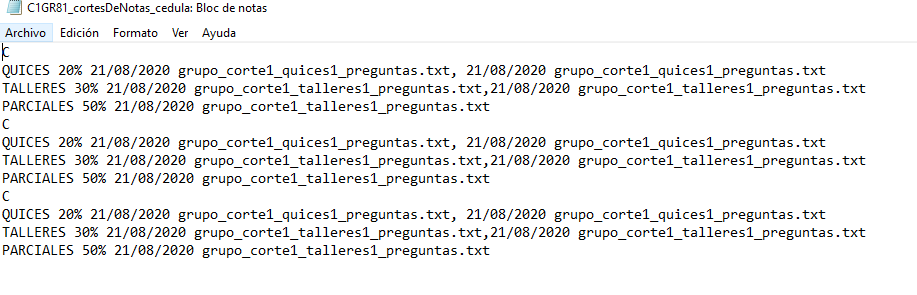 C1GR81_cortesDeNotas_cedula: Bloc de notas
Archivo Edición Formato Ver Ayuda
C
QUICES 20% 21/08/2020 grupo_corte1_quices1_preguntas.txt, 21/08/2020 grupo_corte1_quices1_preguntas.txt
TALLERES 30% 21/08/2020 grupo_corte1_talleres1_preguntas.txt,21/08/2020 grupo_corte1_talleres1_preguntas.txt
PARCIALES 50% 21/08/2020 grupo_corte1_talleres1_preguntas.txt
C
QUICES 20% 21/08/2020 grupo_corte1_quices1_preguntas.txt, 21/08/2020 grupo_corte1_quices1_preguntas.txt
TALLERES 30% 21/08/2020 grupo_corte1_talleres1_preguntas.txt,21/08/2020 grupo_corte1_talleres1_preguntas.txt
PARCIALES 50% 21/08/2020 grupo_corte1_talleres1_preguntas.txt
C
QUICES 20% 21/08/2020 grupo_corte1_quices1_preguntas.txt, 21/08/2020 grupo_corte1_quices1_preguntas.txt
TALLERES 30% 21/08/2020 grupo_corte1_talleres1_preguntas.txt,21/08/2020 grupo_corte1_talleres1_preguntas.txt
PARCIALES 50% 21/08/2020 grupo_corte1_talleres1_preguntas.txt